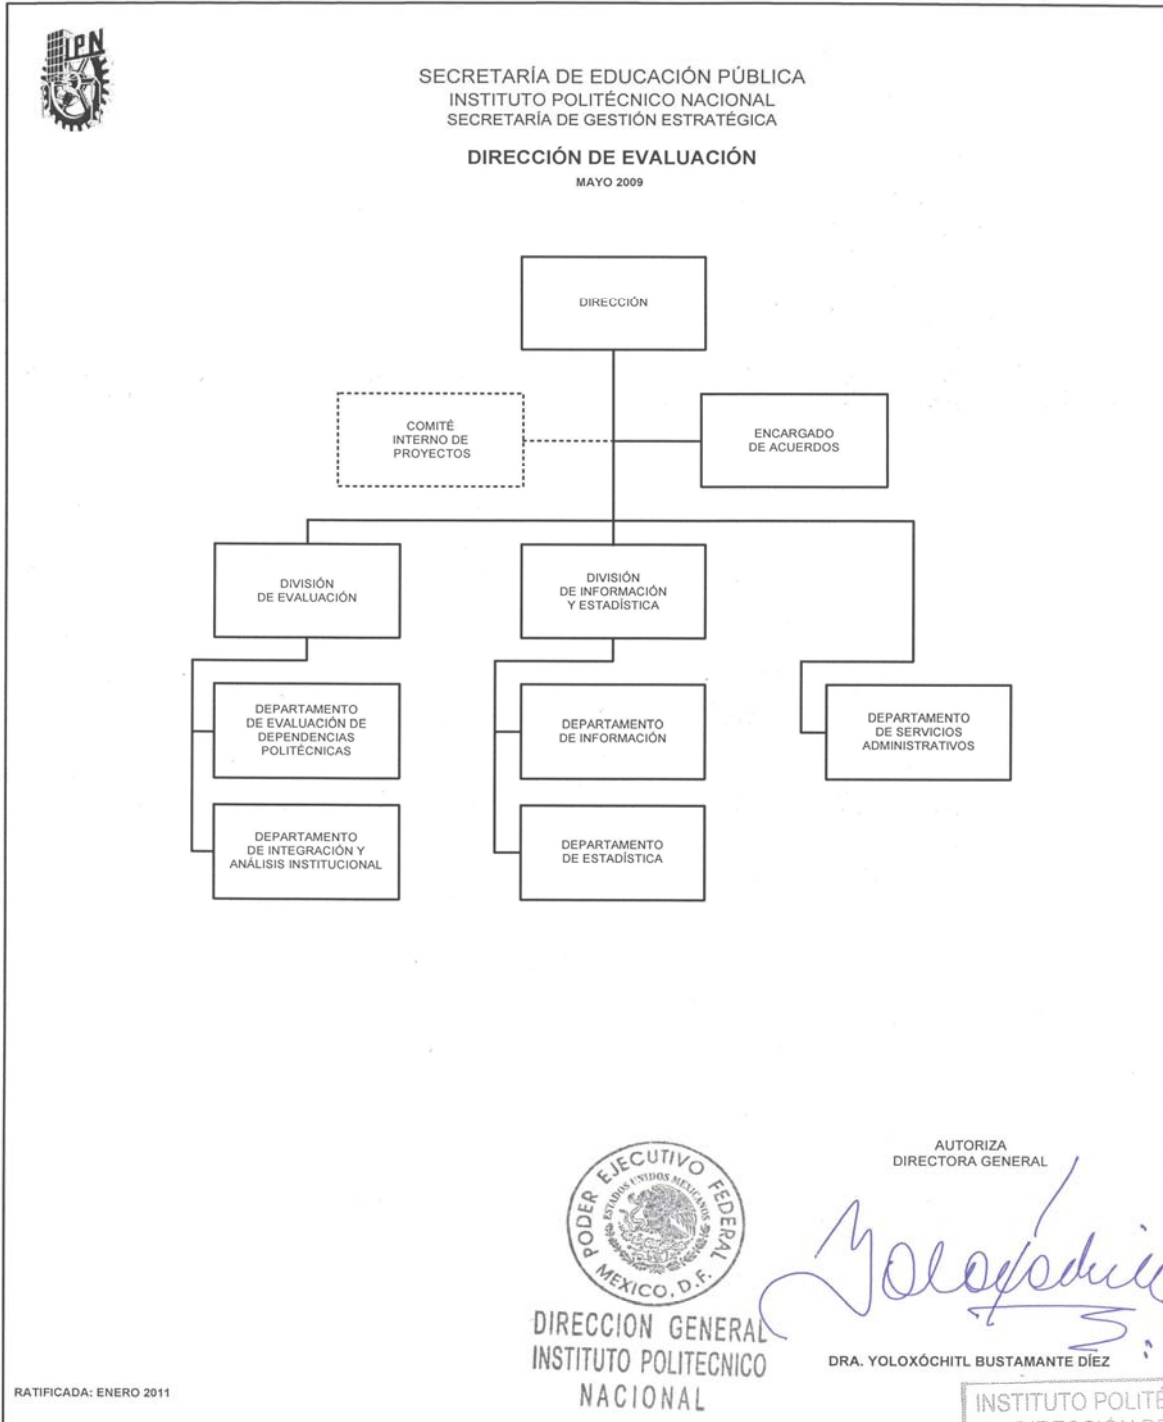 IPN
SECRETARÍA DE EDUCACIÓN PÚBLICA
INSTITUTO POLITÉCNICO NACIONAL
SECRETARÍA DE GESTIÓN ESTRATÉGICA
DIRECCIÓN DE EVALUACIÓN
MAYO 2009
DIRECCIÓN
COMITÉ
INTERNO DE
PROYECTOS
ENCARGADO
DE ACUERDOS
DIVISIÓN
DE EVALUACIÓN
DIVISIÓN
DE INFORMACIÓN
Y ESTADÍSTICA
DEPARTAMENTO
DE EVALUACIÓN DE
DEPENDENCIAS
POLITÉCNICAS
DEPARTAMENTO
DE INFORMACIÓN
DEPARTAMENTO
DE SERVICIOS
ADMINISTRATIVOS
DEPARTAMENTO
DE INTEGRACIÓN Y
ANÁLISIS INSTITUCIONAL
DEPARTAMENTO
DE ESTADÍSTICA
AUTORIZA
DIRECTORA GENERAL
PODER EJECUTIVO FEDERAL
ESTADOS UNIDOS MEXICANOS
MEXICO, D.F.
DIRECCION GENERAL
INSTITUTO POLITECNICO
NACIONAL
DRA. YOLOXÓCHITL BUSTAMANTE DÍEZ
RATIFICADA: ENERO 2011
INSTITUTO